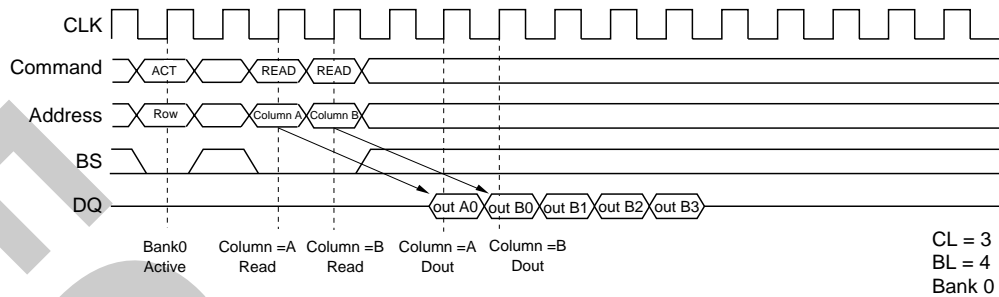 CLK
Command ACT READ READ
Address Row Column A Column B
BS
DQ out A0 out B0 out B1 out B2 out B3
Bank0 Active
Column =A Read
Column =B Read
Column =A Dout
Column =B Dout
CL = 3
BL = 4
Bank 0